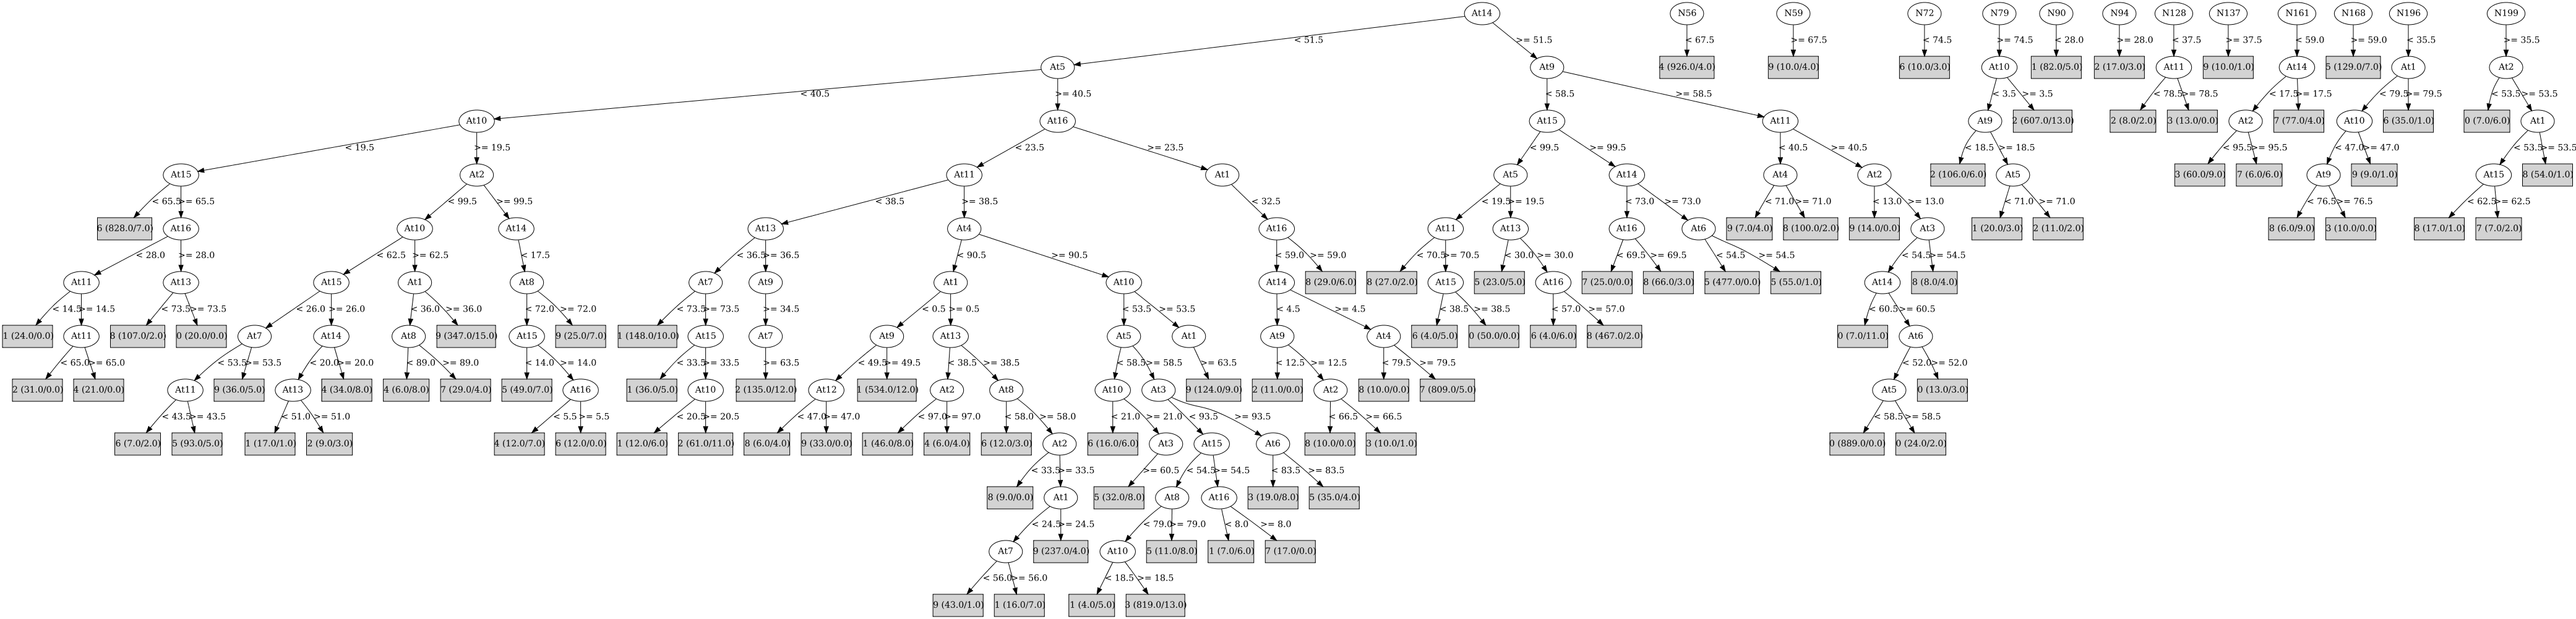 At14 N56 N59 N72 N79 N90 N94 N128 N137 N161 N168 N196 N199
< 51.5 >= 51.5 < 67.5 >= 67.5 < 74.5 >= 74.5 < 28.0 >= 28.0 < 37.5 >= 37.5 < 59.0 >= 59.0 < 35.5 >= 35.5
At5 At9 4 (926.0/4.0) 9 (10.0/4.0) 6 (10.0/3.0) At10 1 (82.0/5.0) 2 (17.0/3.0) At11 9 (10.0/1.0) At14 5 (129.0/7.0) At1 At2
< 40.5 >= 40.5 < 58.5 >= 58.5 < 3.5 >= 3.5 < 78.5 >= 78.5 < 17.5 >= 17.5 < 79.5 >= 79.5 < 53.5 >= 53.5
At10 At16 At15 At11 At9 2 (607.0/13.0) 2 (8.0/2.0) 3 (13.0/0.0) At2 7 (77.0/4.0) At10 6 (35.0/1.0) 0 (7.0/6.0) At1
< 19.5 >= 19.5 < 23.5 >= 23.5 < 99.5 >= 99.5 < 40.5 >= 40.5 < 18.5 >= 18.5 < 95.5 >= 95.5 < 47.0 >= 47.0 < 53.5 >= 53.5
At15 At2 At11 At1 At5 At14 At4 At2 2 (106.0/6.0) At5 3 (60.0/9.0) 7 (6.0/6.0) At9 9 (9.0/1.0) At15 8 (54.0/1.0)
< 65.5 >= 65.5 < 99.5 >= 99.5 < 38.5 >= 38.5 < 32.5 < 19.5 >= 19.5 < 73.0 >= 73.0 < 71.0 >= 71.0 < 13.0 >= 13.0 < 71.0 >= 71.0 < 76.5 >= 76.5 < 62.5 >= 62.5
6 (828.0/7.0) At16 At10 At14 At13 At4 At16 At11 At13 At16 At6 9 (7.0/4.0) 8 (100.0/2.0) 9 (14.0/0.0) At3 1 (20.0/3.0) 2 (11.0/2.0) 8 (6.0/9.0) 3 (10.0/0.0) 8 (17.0/1.0) 7 (7.0/2.0)
< 28.0 >= 28.0 < 62.5 >= 62.5 < 17.5 < 36.5 >= 36.5 < 90.5 >= 90.5 < 59.0 >= 59.0 < 70.5 >= 70.5 < 30.0 >= 30.0 < 69.5 >= 69.5 < 54.5 >= 54.5 < 54.5 >= 54.5
At11 At13 At15 At1 At8 At7 At9 At1 At10 At14 8 (29.0/6.0) 8 (27.0/2.0) At15 5 (23.0/5.0) At16 7 (25.0/0.0) 8 (66.0/3.0) 5 (477.0/0.0) 5 (55.0/1.0) At14 8 (8.0/4.0)
< 14.5 >= 14.5 < 73.5 >= 73.5 < 26.0 >= 26.0 < 36.0 >= 36.0 < 72.0 >= 72.0 < 73.5 >= 73.5 >= 34.5 < 0.5 >= 0.5 < 53.5 >= 53.5 < 4.5 >= 4.5 < 38.5 >= 38.5 < 57.0 >= 57.0 < 60.5 >= 60.5
1 (24.0/0.0) At11 8 (107.0/2.0) 0 (20.0/0.0) At7 At14 At8 9 (347.0/15.0) At15 9 (25.0/7.0) 1 (148.0/10.0) At15 At7 At9 At13 At5 At1 At9 At4 6 (4.0/5.0) 0 (50.0/0.0) 6 (4.0/6.0) 8 (467.0/2.0) 0 (7.0/11.0) At6
< 65.0 >= 65.0 < 53.5 >= 53.5 < 20.0 >= 20.0 < 89.0 >= 89.0 < 14.0 >= 14.0 < 33.5 >= 33.5 >= 63.5 < 49.5 >= 49.5 < 38.5 >= 38.5 < 58.5 >= 58.5 >= 63.5 < 12.5 >= 12.5 < 79.5 >= 79.5 < 52.0 >= 52.0
2 (31.0/0.0) 4 (21.0/0.0) At11 9 (36.0/5.0) At13 4 (34.0/8.0) 4 (6.0/8.0) 7 (29.0/4.0) 5 (49.0/7.0) At16 1 (36.0/5.0) At10 2 (135.0/12.0) At12 1 (534.0/12.0) At2 At8 At10 At3 9 (124.0/9.0) 2 (11.0/0.0) At2 8 (10.0/0.0) 7 (809.0/5.0) At5 0 (13.0/3.0)
< 43.5 >= 43.5 < 51.0 >= 51.0 < 5.5 >= 5.5 < 20.5 >= 20.5 < 47.0 >= 47.0 < 97.0 >= 97.0 < 58.0 >= 58.0 < 21.0 >= 21.0 < 93.5 >= 93.5 < 66.5 >= 66.5 < 58.5 >= 58.5
6 (7.0/2.0) 5 (93.0/5.0) 1 (17.0/1.0) 2 (9.0/3.0) 4 (12.0/7.0) 6 (12.0/0.0) 1 (12.0/6.0) 2 (61.0/11.0) 8 (6.0/4.0) 9 (33.0/0.0) 1 (46.0/8.0) 4 (6.0/4.0) 6 (12.0/3.0) At2 6 (16.0/6.0) At3 At15 At6 8 (10.0/0.0) 3 (10.0/1.0) 0 (889.0/0.0) 0 (24.0/2.0)
< 33.5 >= 33.5 >= 60.5 < 54.5 >= 54.5 < 83.5 >= 83.5
8 (9.0/0.0) At1 5 (32.0/8.0) At8 At16 3 (19.0/8.0) 5 (35.0/4.0)
< 24.5 >= 24.5 < 79.0 >= 79.0 < 8.0 >= 8.0
At7 9 (237.0/4.0) At10 5 (11.0/8.0) 1 (7.0/6.0) 7 (17.0/0.0)
< 56.0 >= 56.0 < 18.5 >= 18.5
9 (43.0/1.0) 1 (16.0/7.0) 1 (4.0/5.0) 3 (819.0/13.0)